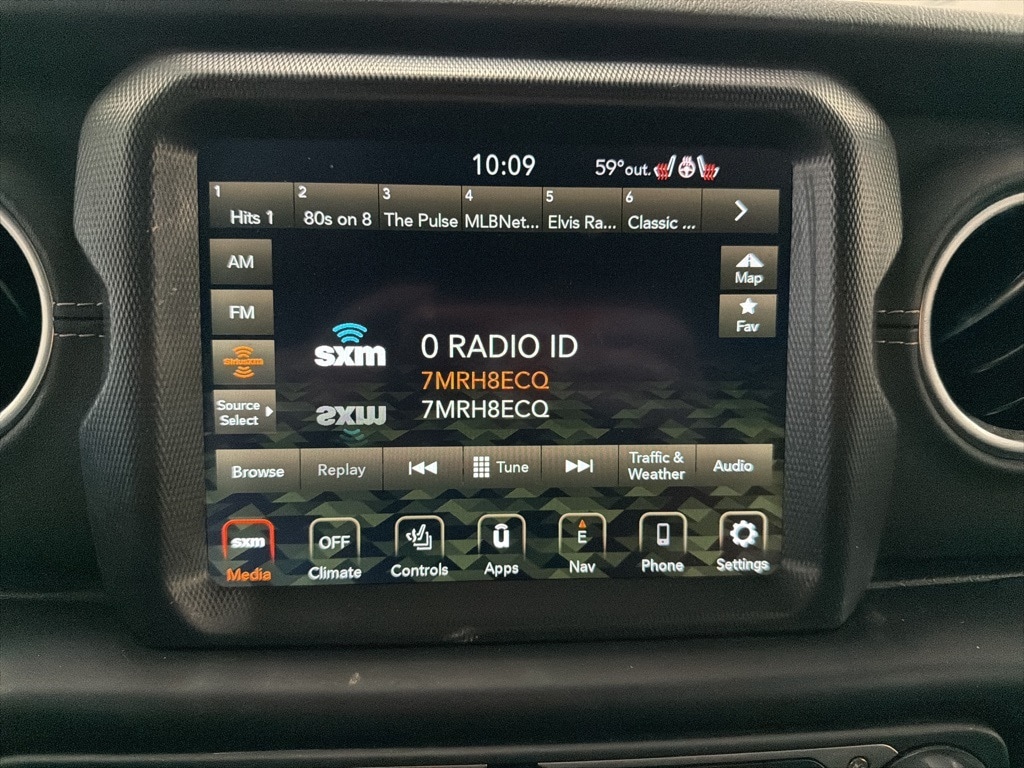 10:09 59° out.
1 2 3 4 5 6
Hits 1 80s on 8 The Pulse MLBNet... Elvis Ra... Classic ...
AM
Map
FM
Fav
sxm 0 RADIO ID
SiriusXM
7MRH8ECQ
7MRH8ECQ
Source
Select
Browse Replay Tune Traffic & Weather Audio
sxm OFF û E
Media Climate Controls Apps Nav Phone Settings